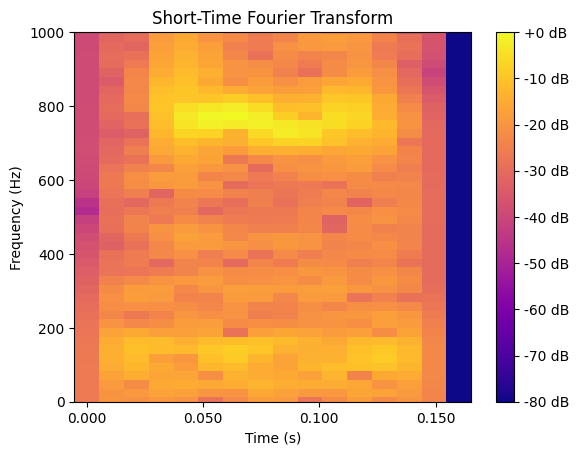 Short-Time Fourier Transform
Frequency (Hz)
1000
800
600
400
200
0
0.000
0.050
0.100
0.150
Time (s)
+0 dB
-10 dB
-20 dB
-30 dB
-40 dB
-50 dB
-60 dB
-70 dB
-80 dB